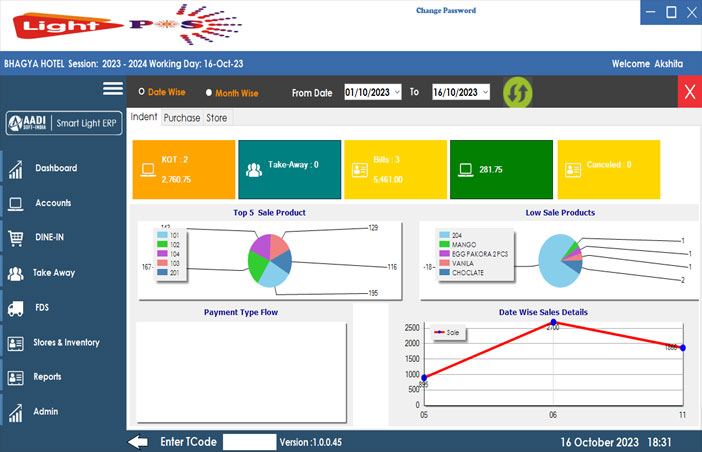 Light P S
Change Password
BHAGYA HOTEL Session: 2023 - 2024 Working Day: 16-Oct-23
Welcome Akshita
Date Wise
Month Wise
From Date
01/10/2023
To
16/10/2023
X
AADI
SOFT-INDIA
Smart Light ERP
Indent
Purchase
Store
Dashboard
Accounts
DINE-IN
Take Away
FDS
Stores & Inventory
Reports
Admin
KOT : 2
2,760.75
Take-Away : 0
Bills : 3
5,461.00
281.75
Canceled : 0
Top 5 Sale Product
101
102
104
103
201
129
167
116
195
Low Sale Products
204
MANGO
EGG PAKORA 2 PCS
VANILA
CHOCLATE
-18
1
1
1
2
Payment Type Flow
Date Wise Sales Details
Sale
2500
2000
1500
1000
500
0
2700
05
06
11
Enter TCode
Version :1.0.0.45
16 October 2023 18:31